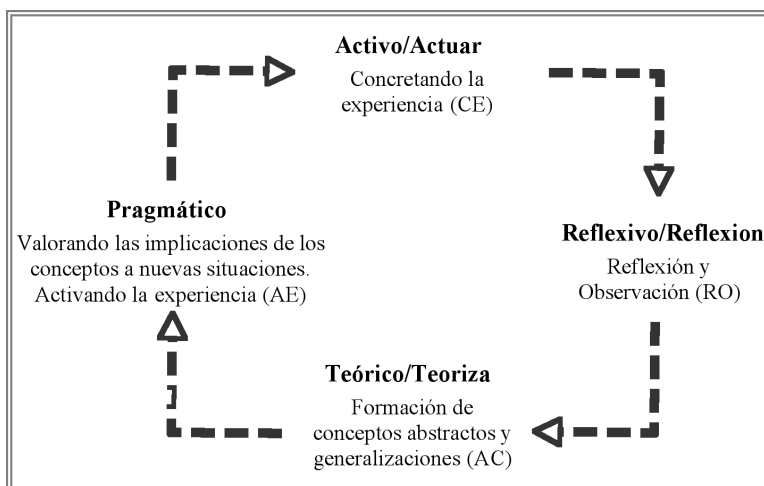 Activo/Actuar
Concretando la
experiencia (CE)
Pragmático
Valorando las implicaciones de los
conceptos a nuevas situaciones.
Activando la experiencia (AE)
Reflexivo/Reflexion
Reflexión y
Observación (RO)
Teórico/Teoriza
Formación de
conceptos abstractos y
generalizaciones (AC)